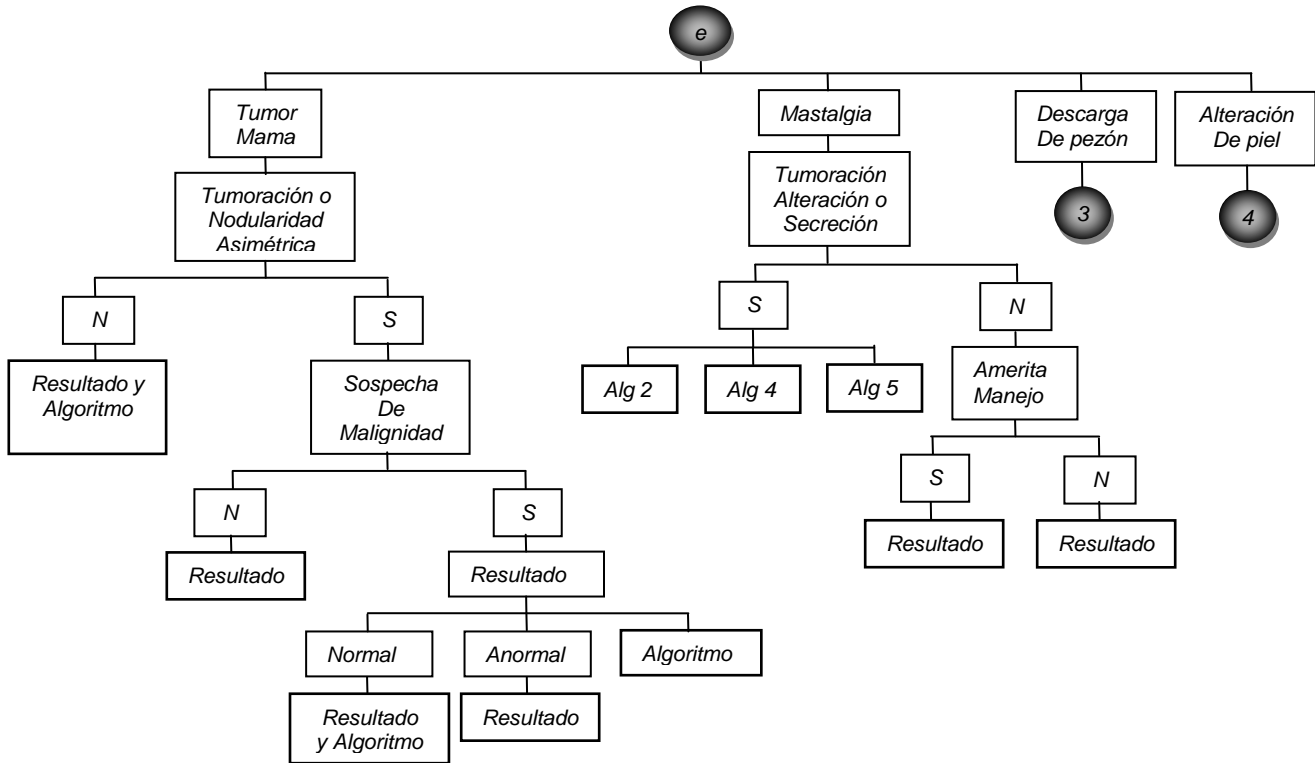 e
Tumor
Mama
Mastalgia
Descarga
De pezón
Alteración
De piel
Tumoración o
Nodularidad
Asimétrica
Tumoración
Alteración o
Secreción
3
4
N
S
S
N
Resultado y
Algoritmo
Sospecha
De
Malignidad
Alg 2
Alg 4
Alg 5
Amerita
Manejo
N
S
S
N
Resultado
Resultado
Resultado
Resultado
Normal
Anormal
Algoritmo
Resultado
y Algoritmo
Resultado